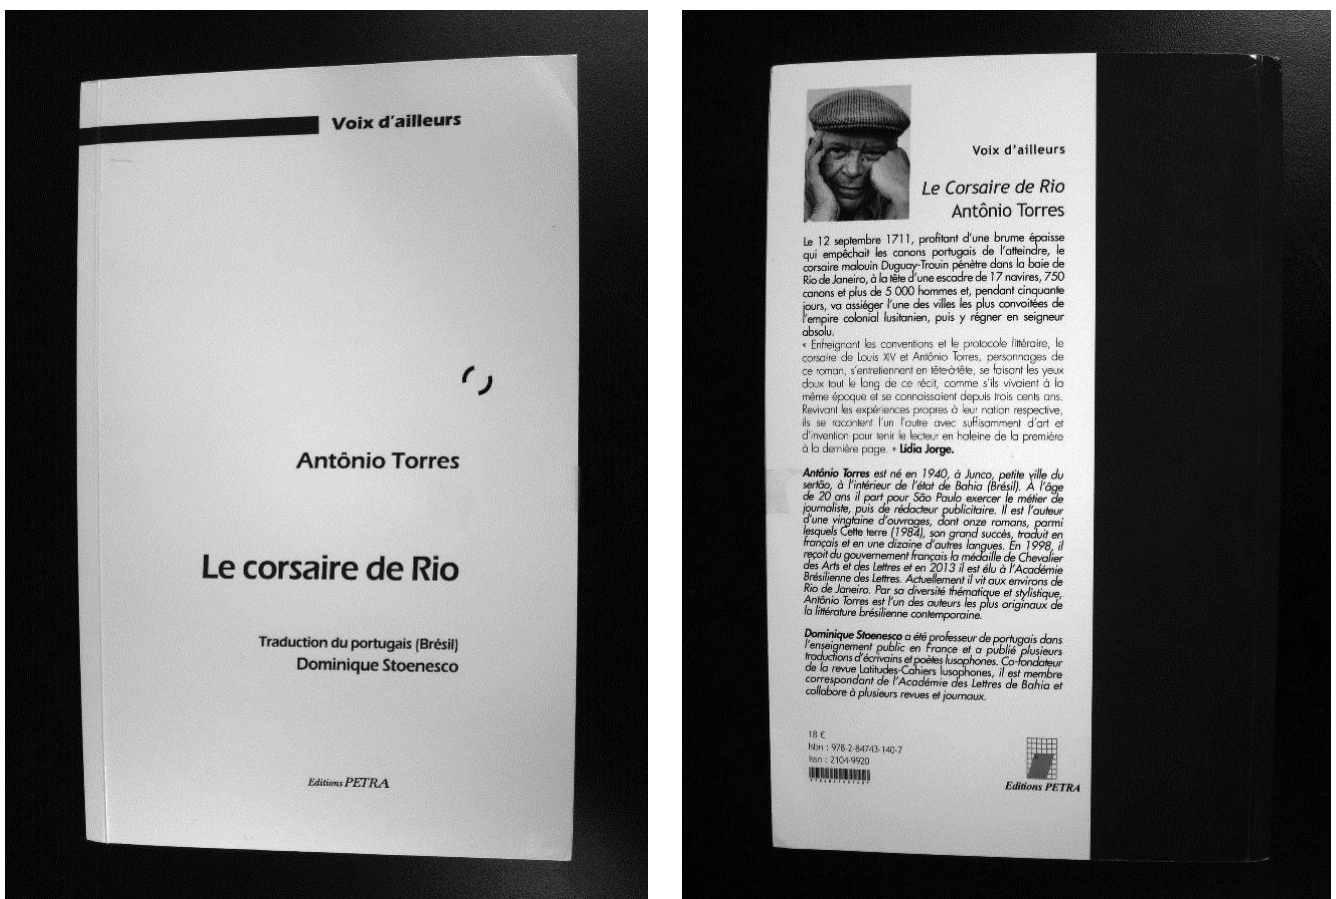 Voix d'ailleurs
Antônio Torres
Le corsaire de Rio
Traduction du portugais (Brésil)
Dominique Stoenesco
Editions PETRA
Voix d'ailleurs
Le Corsaire de Rio
Antônio Torres
Le 12 septembre 1711, profitant d'une brume épaisse
qui empêchait les canons portugais de l'atteindre, le
corsaire malouin Duguay-Trouin pénètre dans la baie de
Rio de Janeiro, à la tête d'une escadre de 17 navires, 750
canons et plus de 5 000 hommes et, pendant cinquante
jours, va assiéger l'une des villes les plus convoitées de
l'empire colonial lusitanien, puis y régner en seigneur
absolu.
« Enfreignant les conventions et le protocole littéraire, le
corsaire de Louis XIV et Antônio Torres, personnages de
ce roman, s'entretiennent en tête-à-tête, se faisant les yeux
doux tout le long de ce récit, comme s'ils vivaient à la
même époque et se connaissaient depuis trois cents ans.
Revivant les expériences propres à leur nation respective,
ils se racontent l'un l'autre avec suffisamment d'art et
d'invention pour tenir le lecteur en haleine de la première
à la dernière page. » Lídia Jorge.
Antônio Torres est né en 1940, à Junco, petite ville du
sertão, à l'intérieur de l'état de Bahia (Brésil). À l'âge
de 20 ans il part pour São Paulo exercer le métier de
journaliste, puis de rédacteur publicitaire. Il est l'auteur
d'une vingtaine d'ouvrages, dont onze romans, parmi
lesquels Cette terre (1984), son grand succès, traduit en
français et en une dizaine d'autres langues. En 1998, il
reçoit du gouvernement français la médaille de Chevalier
des Arts et des Lettres et en 2013 il est élu à l'Académie
Brésilienne des Lettres. Actuellement il vit aux environs de
Rio de Janeiro. Par sa diversité thématique et stylistique,
Antônio Torres est l'un des auteurs les plus originaux de
la littérature brésilienne contemporaine.
Dominique Stoenesco a été professeur de portugais dans
l'enseignement public en France et a publié plusieurs
traductions d'écrivains et poètes lusophones. Co-fondateur
de la revue Latitudes-Cahiers lusophones, il est membre
correspondant de l'Académie des Lettres de Bahia et
collabore à plusieurs revues et journaux.
18 €
Isbn : 978-2-84743-140-7
Issn : 2104-9920
Editions PETRA